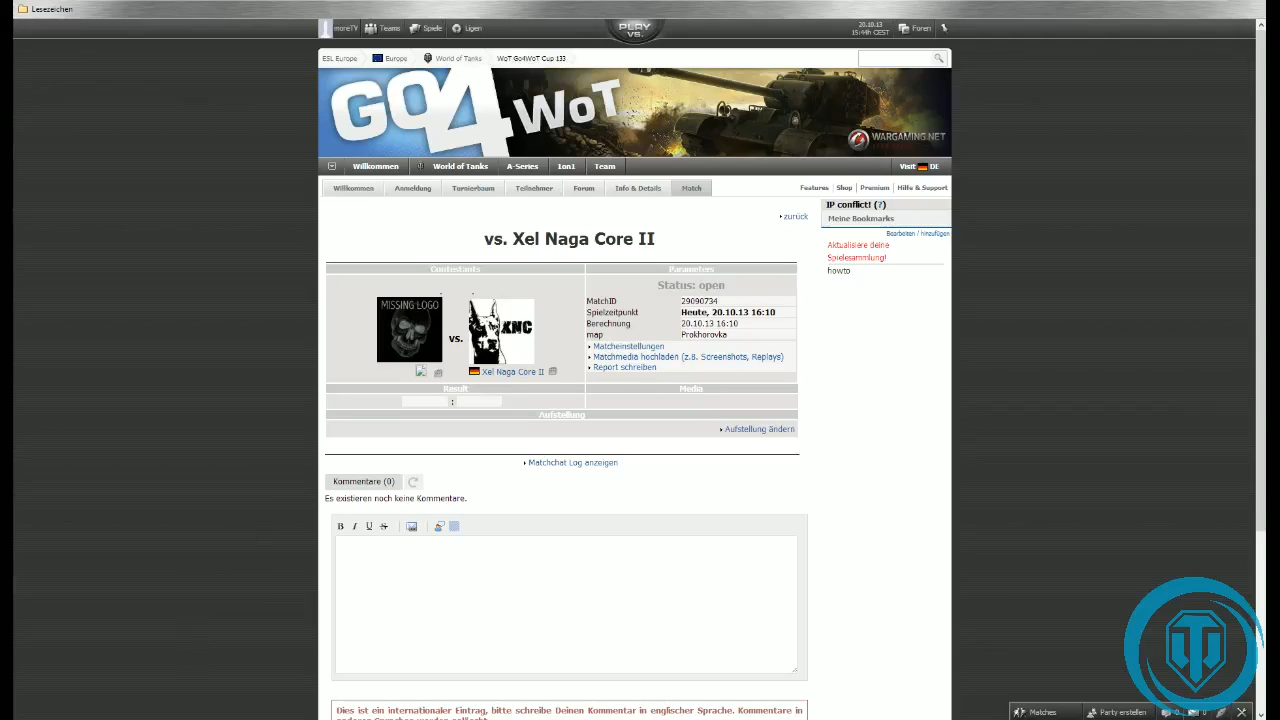 Lesezeichen
moreTV Teams Spiele Ligen
PLAY
VS.
20.10.13
15:44h CEST
Foren
ESL Europe Europe World of Tanks WoT Go4WoT Cup 133
GO4WoT
WARGAMING.NET
Willkommen World of Tanks A-Series 1on1 Team Visit DE
Willkommen Anmeldung Turnierbaum Teilnehmer Forum Info & Details Match
Features Shop Premium Hilfe & Support
IP conflict! (?)
Meine Bookmarks
Bearbeiten / hinzufügen
Aktualisiere deine
Spielesammlung!
howto
zurück
vs. Xel Naga Core II
Contestants
Parameters
Status: open
MISSING LOGO
vs.
XNC
Xel Naga Core II
MatchID 29090734
Spielzeitpunkt Heute, 20.10.13 16:10
Berechnung 20.10.13 16:10
map Prokhorovka
Matcheinstellungen
Matchmedia hochladen (z.B. Screenshots, Replays)
Report schreiben
Result
Media
:
Aufstellung
Aufstellung ändern
Matchchat Log anzeigen
Kommentare (0)
Es existieren noch keine Kommentare.
B I U S
Dies ist ein internationaler Eintrag, bitte schreibe Deinen Kommentar in englischer Sprache. Kommentare in
Matches Party erstellen 0 0